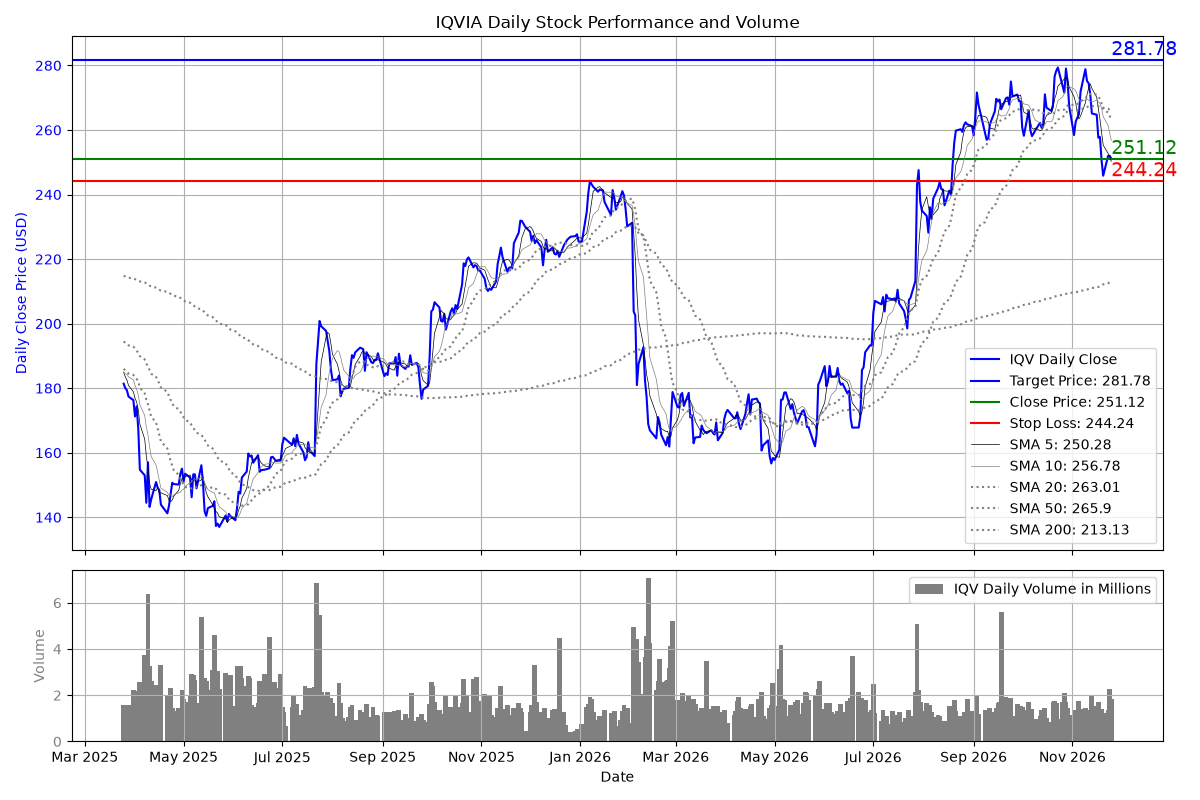 IQVIA Daily Stock Performance and Volume
281.78
251.12
244.24
280
260
240
220
200
180
160
140
Daily Close Price (USD)
IQV Daily Close
Target Price: 281.78
Close Price: 251.12
Stop Loss: 244.24
SMA 5: 250.28
SMA 10: 256.78
SMA 20: 263.01
SMA 50: 265.9
SMA 200: 213.13
IQV Daily Volume in Millions
6
4
2
0
Volume
Mar 2025
May 2025
Jul 2025
Sep 2025
Nov 2025
Jan 2026
Mar 2026
May 2026
Jul 2026
Sep 2026
Nov 2026
Date